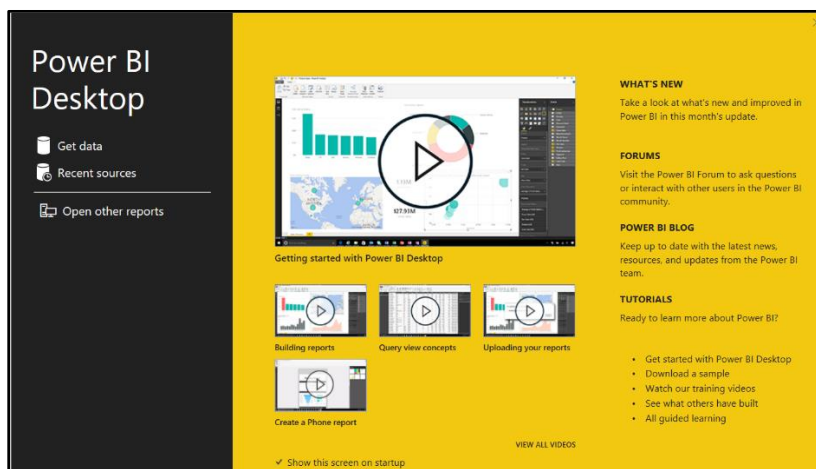 Power BI
Desktop
Get data
Recent sources
Open other reports
127.93M
Getting started with Power BI Desktop
Building reports
Query view concepts
Uploading your reports
Create a Phone report
VIEW ALL VIDEOS
Show this screen on startup
WHAT'S NEW
Take a look at what's new and improved in
Power BI in this month's update.
FORUMS
Visit the Power BI Forum to ask questions
or interact with other users in the Power BI
community.
POWER BI BLOG
Keep up to date with the latest news,
resources, and updates from the Power BI
team.
TUTORIALS
Ready to learn more about Power BI?
Get started with Power BI Desktop
Download a sample
Watch our training videos
See what others have built
All guided learning